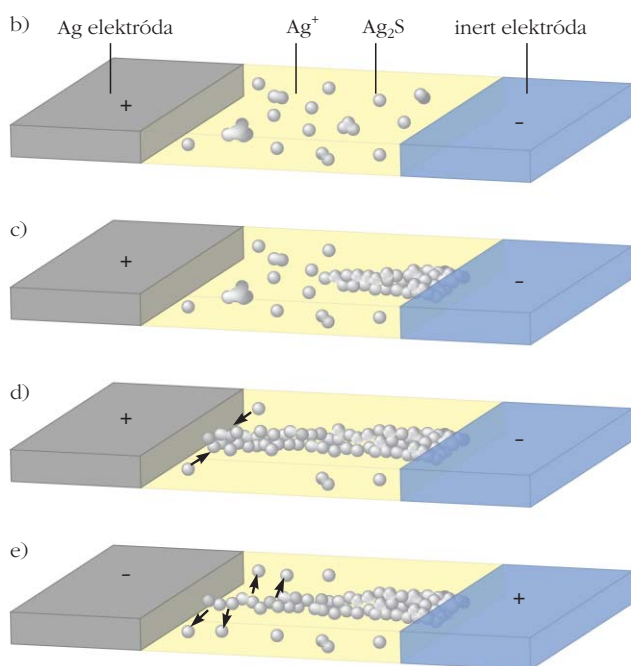 b) Ag elektróda Ag⁺ Ag₂S inert elektróda
+ -
c)
+ -
d)
+ -
e)
- +